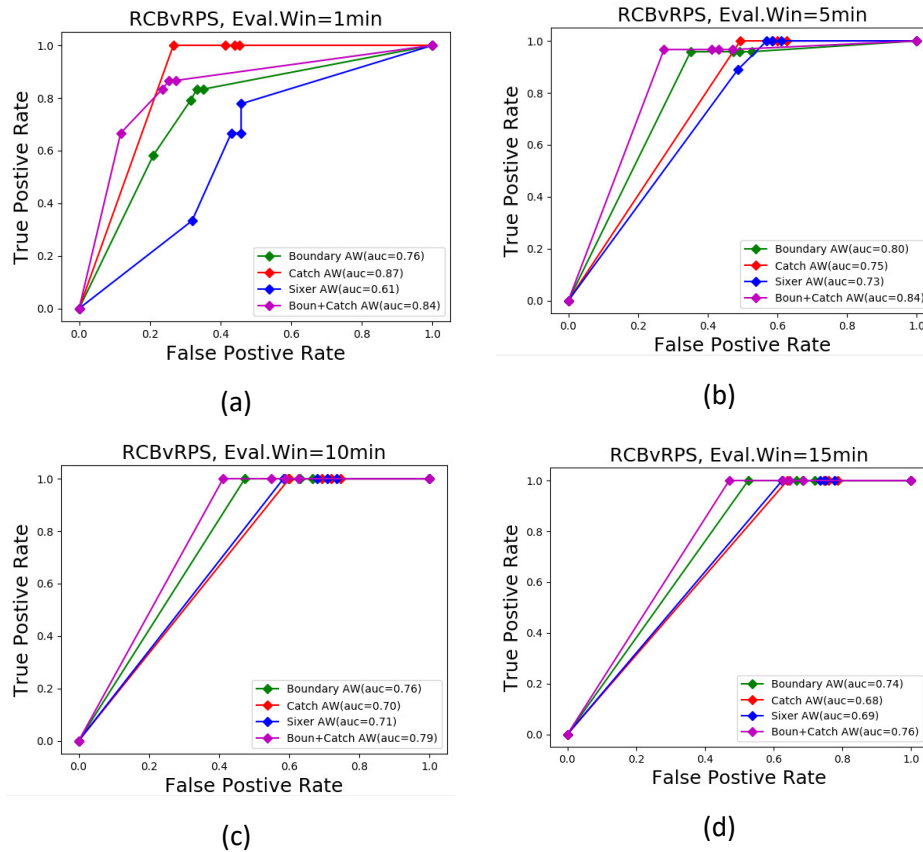 RCBvRPS, Eval.Win=1min
True Postive Rate
1.0
0.8
0.6
0.4
0.2
0.0
Boundary AW(auc=0.76)
Catch AW(auc=0.87)
Sixer AW(auc=0.61)
Boun+Catch AW(auc=0.84)
0.0 0.2 0.4 0.6 0.8 1.0
False Postive Rate
(a)
RCBvRPS, Eval.Win=5min
True Postive Rate
1.0
0.8
0.6
0.4
0.2
0.0
Boundary AW(auc=0.80)
Catch AW(auc=0.75)
Sixer AW(auc=0.73)
Boun+Catch AW(auc=0.84)
0.0 0.2 0.4 0.6 0.8 1.0
False Postive Rate
(b)
RCBvRPS, Eval.Win=10min
True Postive Rate
1.0
0.8
0.6
0.4
0.2
0.0
Boundary AW(auc=0.76)
Catch AW(auc=0.70)
Sixer AW(auc=0.71)
Boun+Catch AW(auc=0.79)
0.0 0.2 0.4 0.6 0.8 1.0
False Postive Rate
(c)
RCBvRPS, Eval.Win=15min
True Postive Rate
1.0
0.8
0.6
0.4
0.2
0.0
Boundary AW(auc=0.74)
Catch AW(auc=0.68)
Sixer AW(auc=0.69)
Boun+Catch AW(auc=0.76)
0.0 0.2 0.4 0.6 0.8 1.0
False Postive Rate
(d)